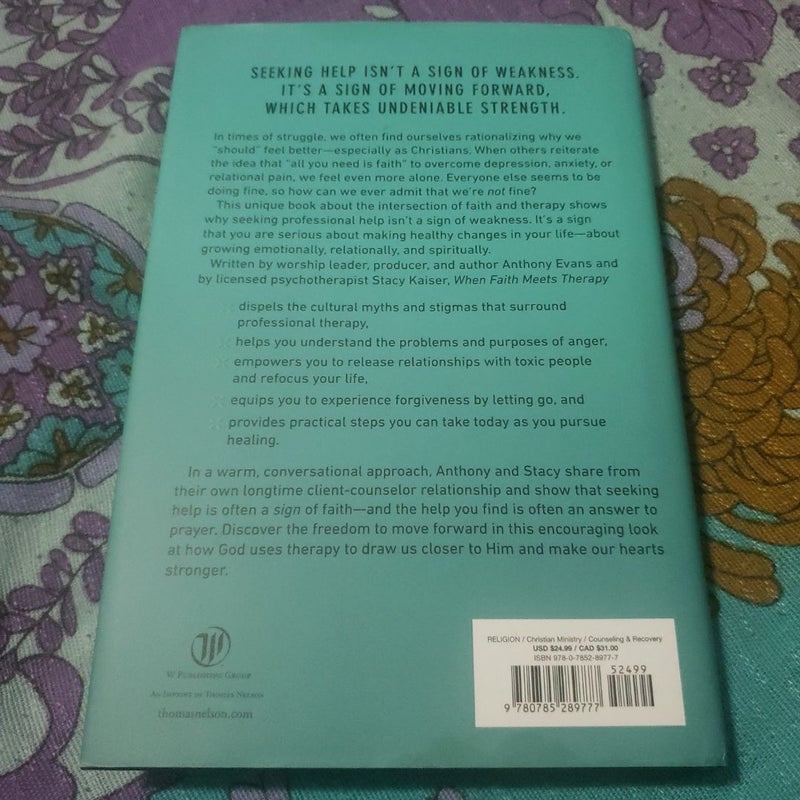 SEEKING HELP ISN'T A SIGN OF WEAKNESS.
IT'S A SIGN OF MOVING FORWARD,
WHICH TAKES UNDENIABLE STRENGTH.
In times of struggle, we often find ourselves rationalizing why we
"should" feel better—especially as Christians. When others reiterate
the idea that "all you need is faith" to overcome depression, anxiety, or
relational pain, we feel even more alone. Everyone else seems to be
doing fine, so how can we ever admit that we're not fine?
This unique book about the intersection of faith and therapy shows
why seeking professional help isn't a sign of weakness. It's a sign
that you are serious about making healthy changes in your life—about
growing emotionally, relationally, and spiritually.
Written by worship leader, producer, and author Anthony Evans and
by licensed psychotherapist Stacy Kaiser, When Faith Meets Therapy
dispels the cultural myths and stigmas that surround
professional therapy,
helps you understand the problems and purposes of anger,
empowers you to release relationships with toxic people
and refocus your life,
equips you to experience forgiveness by letting go, and
provides practical steps you can take today as you pursue
healing.
In a warm, conversational approach, Anthony and Stacy share from
their own longtime client-counselor relationship and show that seeking
help is often a sign of faith—and the help you find is often an answer to
prayer. Discover the freedom to move forward in this encouraging look
at how God uses therapy to draw us closer to Him and make our hearts
stronger.
W
W PUBLISHING GROUP
AN IMPRINT OF THOMAS NELSON
thomasnelson.com
RELIGION / Christian Ministry / Counseling & Recovery
USD $24.99 / CAD $31.00
ISBN 978-0-7852-8977-7
52499
9 780785 289777